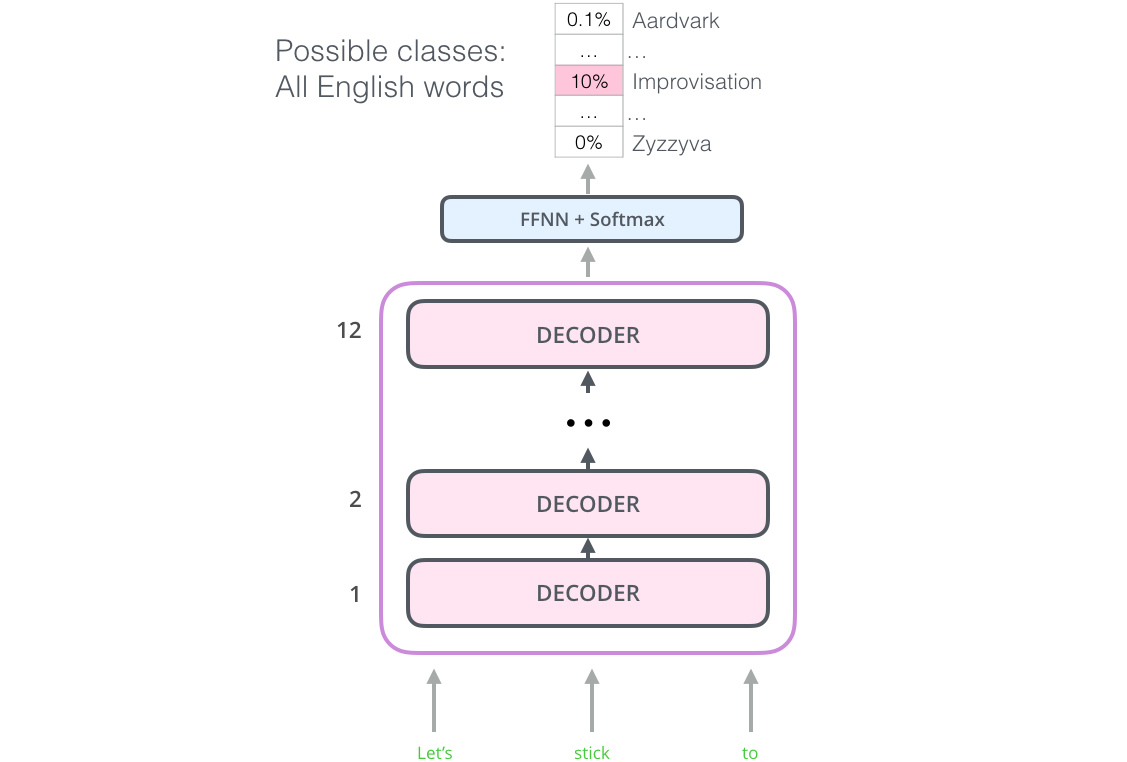 0.1% Aardvark
Possible classes:
... ...
All English words
10% Improvisation
... ...
0% Zyzzyva
FFNN + Softmax
12 DECODER
...
2 DECODER
1 DECODER
Let's stick to